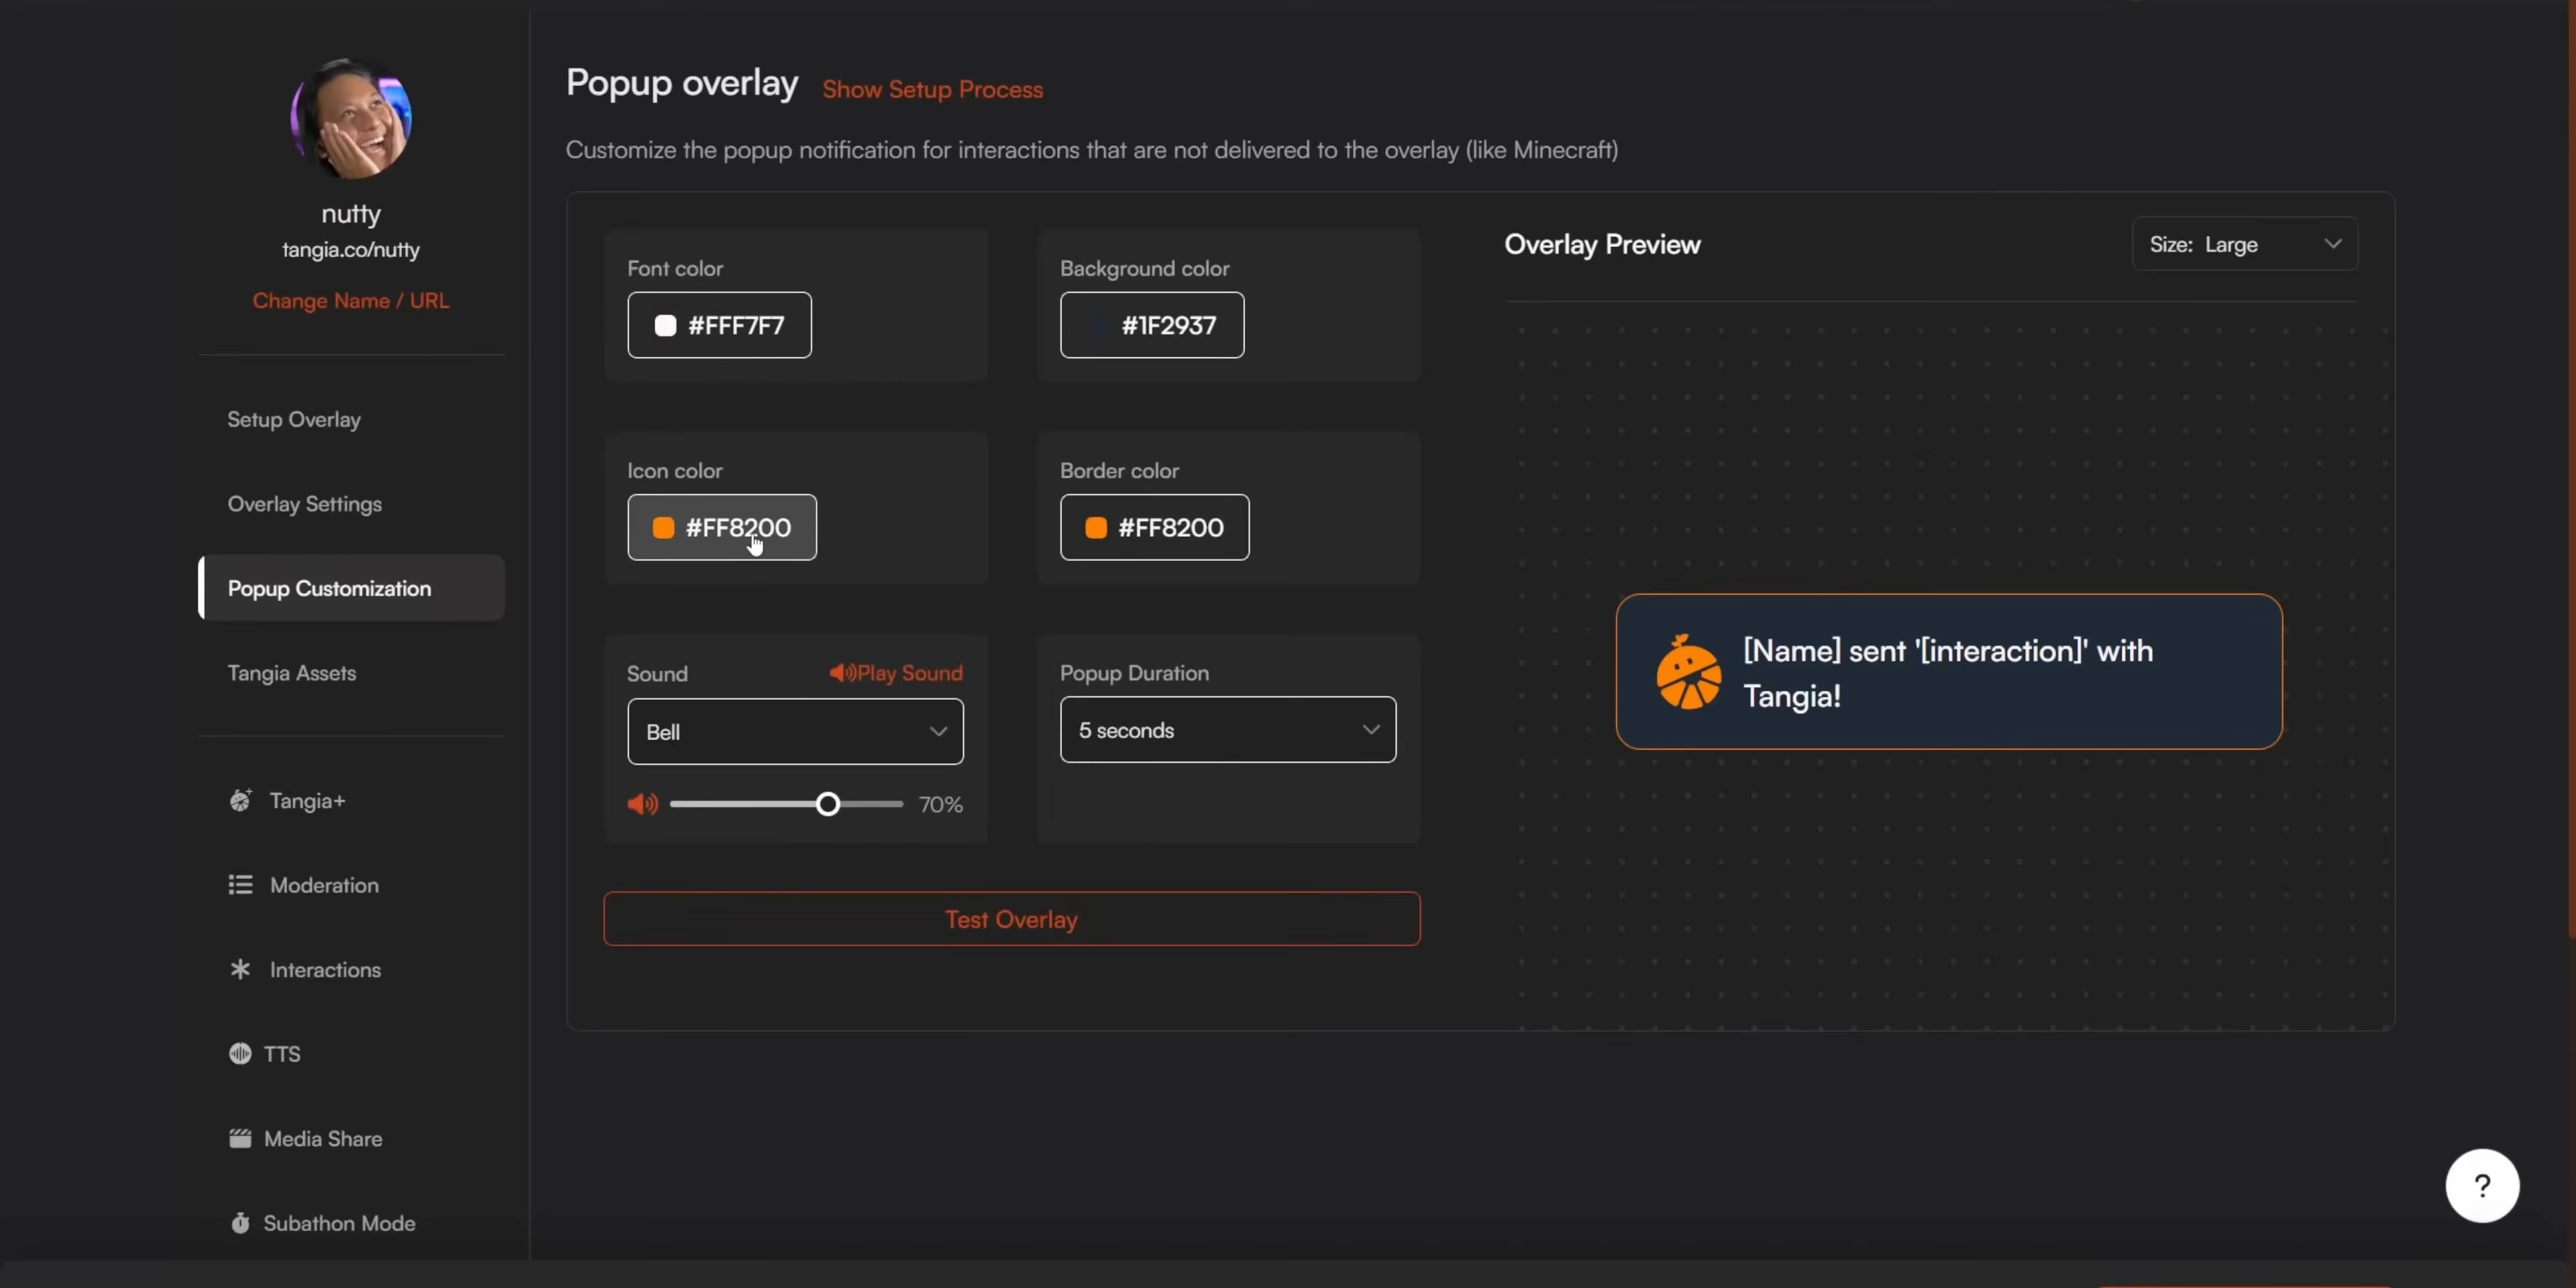 nutty
tangia.co/nutty
Change Name / URL
Setup Overlay
Overlay Settings
Popup Customization
Tangia Assets
Tangia+
Moderation
Interactions
TTS
Media Share
Subathon Mode
Popup overlay Show Setup Process
Customize the popup notification for interactions that are not delivered to the overlay (like Minecraft)
Font color
#FFF7F7
Background color
#1F2937
Icon color
#FF8200
Border color
#FF8200
Sound Play Sound
Bell
70%
Popup Duration
5 seconds
Test Overlay
Overlay Preview
Size: Large
[Name] sent '[interaction]' with
Tangia!
?